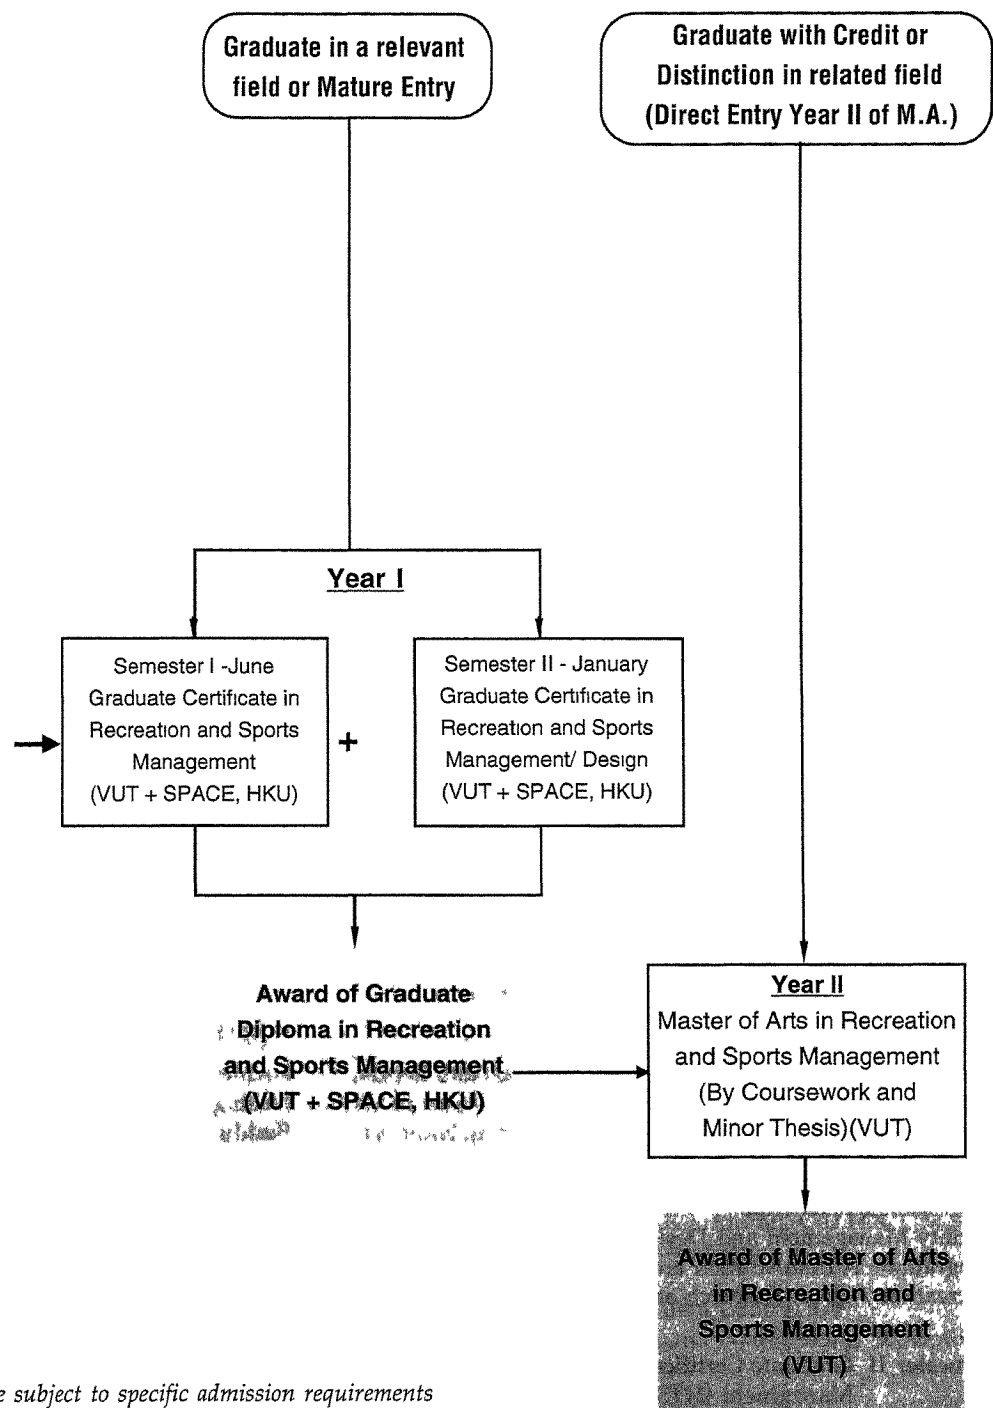 Graduate in a relevant
field or Mature Entry
Graduate with Credit or
Distinction in related field
(Direct Entry Year II of M.A.)
Year I
Semester I -June
Graduate Certificate in
Recreation and Sports
Management
(VUT + SPACE, HKU)
+
Semester II - January
Graduate Certificate in
Recreation and Sports
Management/ Design
(VUT + SPACE, HKU)
Award of Graduate
Diploma in Recreation
and Sports Management
(VUT + SPACE, HKU)
Year II
Master of Arts in Recreation
and Sports Management
(By Coursework and
Minor Thesis)(VUT)
Award of Master of Arts
in Recreation and
Sports Management
(VUT)
subject to specific admission requirements